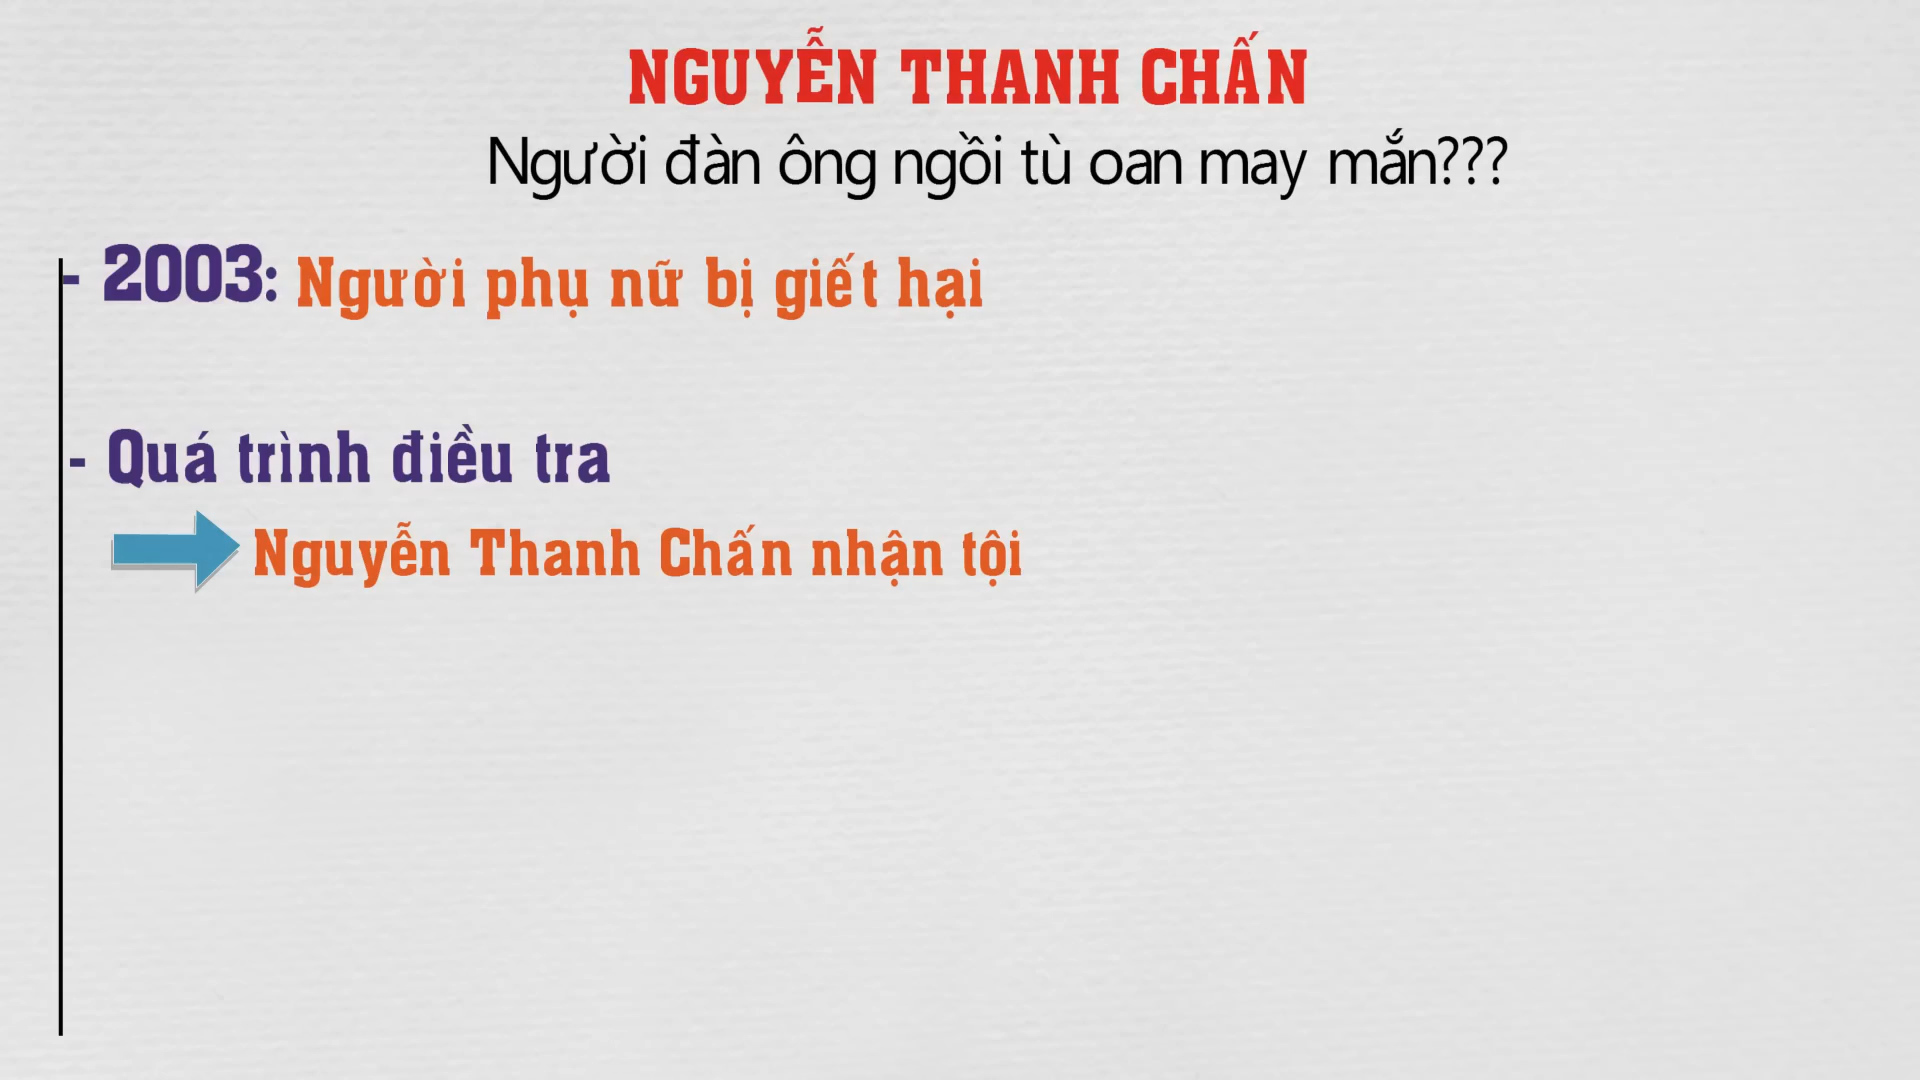 NGUYỄN THANH CHẤN
Người đàn ông ngồi tù oan may mắn???
- 2003: Người phụ nữ bị giết hại
- Quá trình điều tra
Nguyễn Thanh Chấn nhận tội